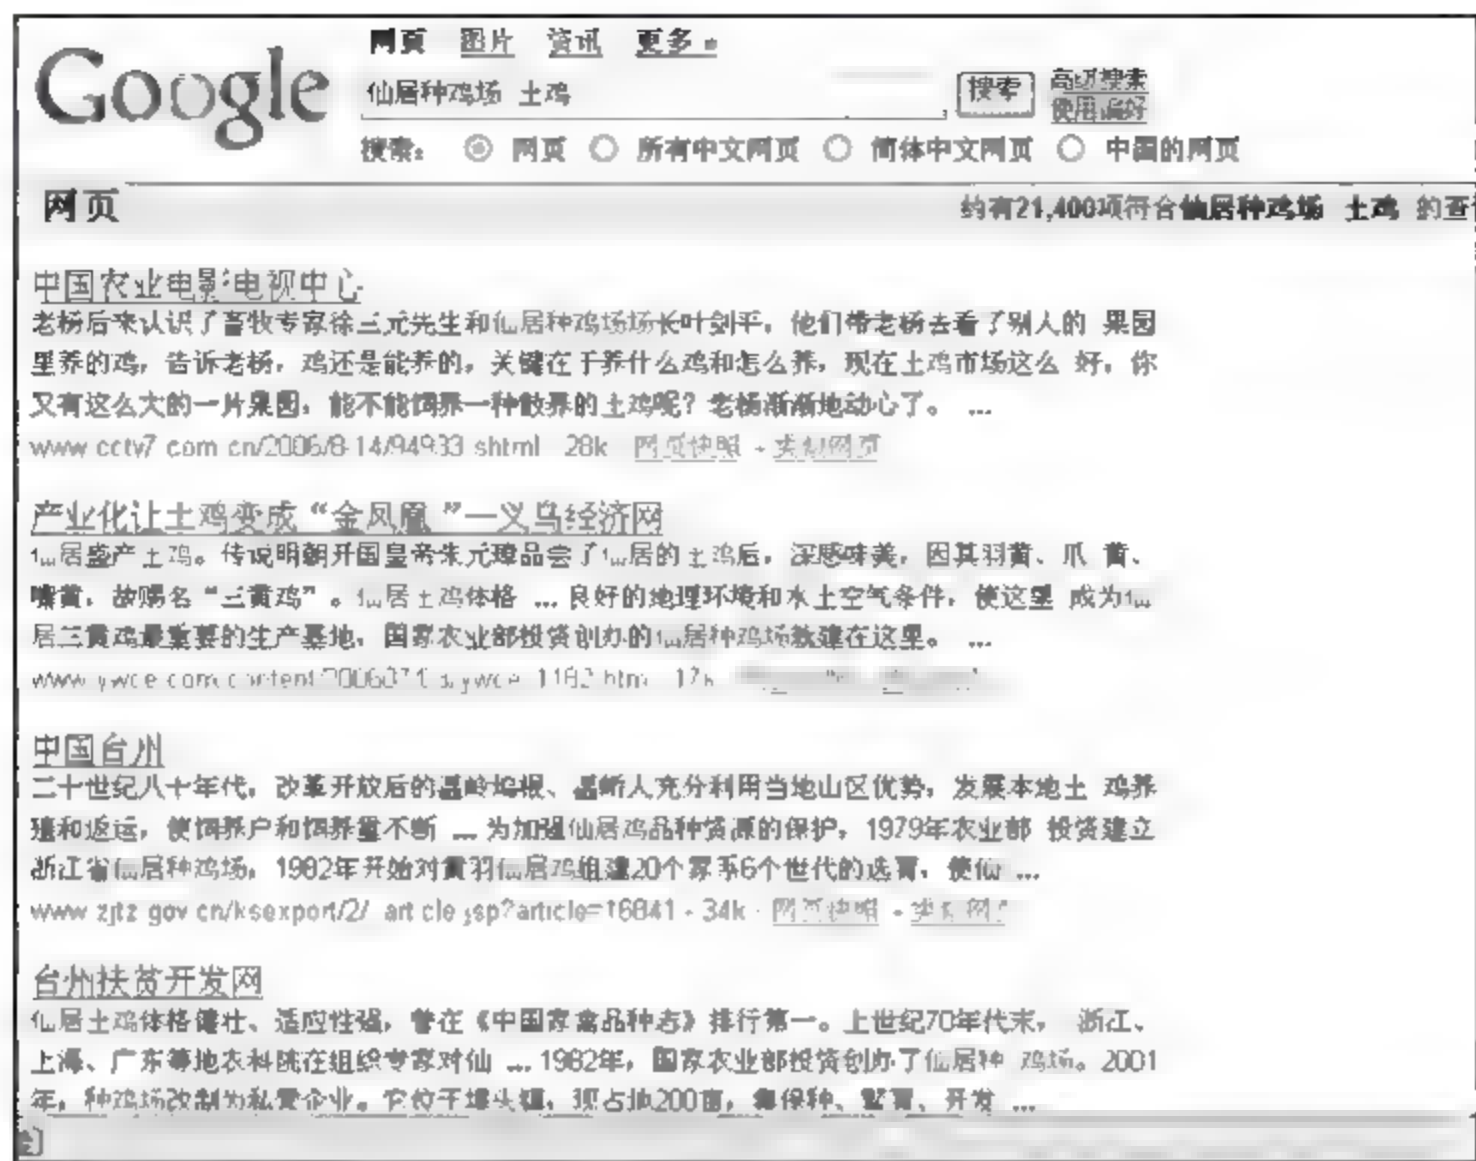 Google
网页 图片 资讯 更多 »
仙居种鸡场 土鸡
搜索 高级搜索
使用偏好
搜索: 网页 所有中文网页 简体中文网页 中国的网页
网页
约有21,400项符合仙居种鸡场 土鸡 的查
中国农业电影电视中心
老杨后来认识了畜牧专家徐三元先生和仙居种鸡场场长叶剑平,他们带老杨去看了别人的 果园
里养的鸡,告诉老杨,鸡还是能养的,关键在于养什么鸡和怎么养,现在土鸡市场这么 好,你
又有这么大的一片果园,能不能饲养一种散养的土鸡呢?老杨渐渐地动心了。 ...
www.cctv7.com.cn/2006/8-14/94933.shtml 28k 网页快照 - 类似网页
产业化让土鸡变成“金凤凰”—义乌经济网
仙居盛产土鸡。传说明朝开国皇帝朱元璋品尝了仙居的土鸡后,深感味美,因其羽黄、爪 黄、
嘴黄,故赐名“三黄鸡”。仙居土鸡体格 ... 良好的地理环境和水土空气条件,使这里 成为仙
居三黄鸡最重要的生产基地,国家农业部投资创办的仙居种鸡场就建在这里。 ...
中国台州
二十世纪八十年代,改革开放后的温岭坞根、温峤人充分利用当地山区优势,发展本地土 鸡养
殖和返运,使饲养户和饲养量不断 ... 为加强仙居鸡品种资源的保护,1979年农业部 投资建立
浙江省仙居种鸡场,1982年开始对黄羽仙居鸡组建20个家系6个世代的选育,使仙 ...
www.zjtz.gov.cn/ksexport/2/ article.jsp?article=16841 - 34k - 网页快照 - 类似网
台州扶贫开发网
仙居土鸡体格健壮、适应性强,曾在《中国家禽品种志》排行第一。上世纪70年代末, 浙江、
上海、广东等地农科院在组织专家对仙 ... 1982年,国家农业部投资创办了仙居种 鸡场。2001
年,种鸡场改制为私营企业。它位于埠头镇,现占地200亩,集保种、繁育、开发 ...